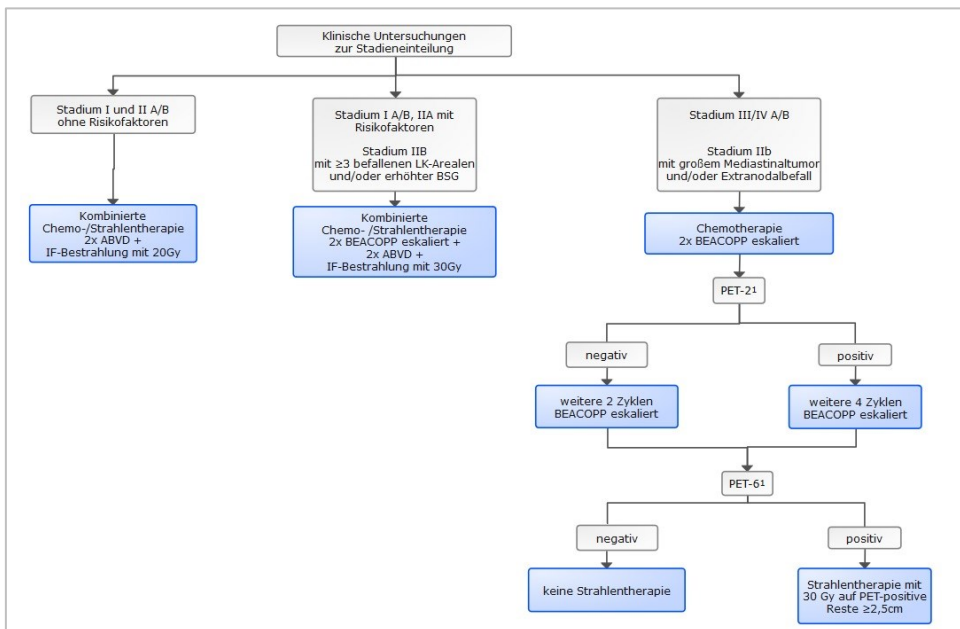 Klinische Untersuchungen
zur Stadieneinteilung
Stadium I und II A/B
ohne Risikofaktoren
Stadium I A/B, IIA mit
Risikofaktoren
Stadium IIB
mit ≥3 befallenen LK-Arealen
und/oder erhöhter BSG
Stadium III/IV A/B
Stadium IIb
mit großem Mediastinaltumor
und/oder Extranodalbefall
Kombinierte
Chemo-/Strahlentherapie
2x ABVD +
IF-Bestrahlung mit 20Gy
Kombinierte
Chemo- /Strahlentherapie
2x BEACOPP eskaliert +
2x ABVD +
IF-Bestrahlung mit 30Gy
Chemotherapie
2x BEACOPP eskaliert
PET-2¹
negativ
positiv
weitere 2 Zyklen
BEACOPP eskaliert
weitere 4 Zyklen
BEACOPP eskaliert
PET-6¹
negativ
positiv
keine Strahlentherapie
Strahlentherapie mit
30 Gy auf PET-positive
Reste ≥2,5cm